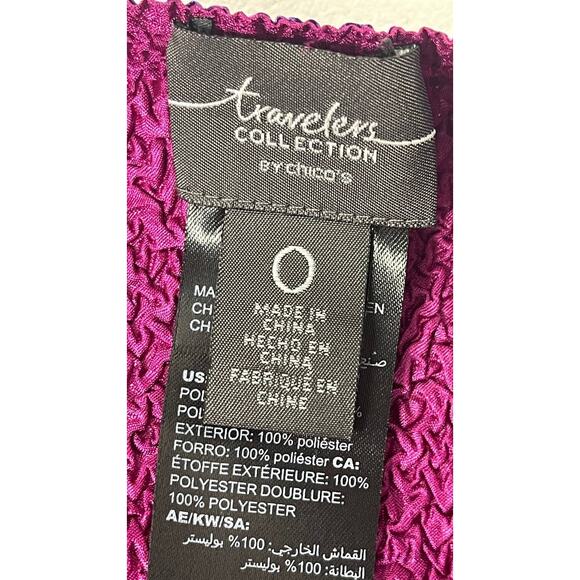 travelers
COLLECTION
BY CHICO'S
O
MADE IN
CHINA
HECHO EN
CHINA
FABRIQUE EN
CHINE
EXTERIOR: 100% poliéster
FORRO: 100% poliéster CA:
ÉTOFFE EXTÉRIEURE: 100%
POLYESTER DOUBLURE:
100% POLYESTER
AE/KW/SA:
القماش الخارجي: 100% بوليستر
البطانة: 100% بوليستر